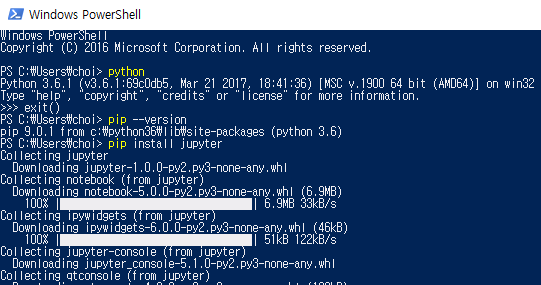 Windows PowerShell
Windows PowerShell
Copyright (C) 2016 Microsoft Corporation. All rights reserved.
PS C:₩Users₩choi> python
Python 3.6.1 (v3.6.1:69c0db5, Mar 21 2017, 18:41:36) [MSC v.1900 64 bit (AMD64)] on win32
Type "help", "copyright", "credits" or "license" for more information.
>>> exit()
PS C:₩Users₩choi> pip --version
pip 9.0.1 from c:₩python36₩lib₩site-packages (python 3.6)
PS C:₩Users₩choi> pip install jupyter
Collecting jupyter
  Downloading jupyter-1.0.0-py2.py3-none-any.whl
Collecting notebook (from jupyter)
  Downloading notebook-5.0.0-py2.py3-none-any.whl (6.9MB)
    100% |████████████████████████████████| 6.9MB 33kB/s
Collecting ipywidgets (from jupyter)
  Downloading ipywidgets-6.0.0-py2.py3-none-any.whl (46kB)
    100% |████████████████████████████████| 51kB 122kB/s
Collecting jupyter-console (from jupyter)
  Downloading jupyter_console-5.1.0-py2.py3-none-any.whl
Collecting qtconsole (from jupyter)